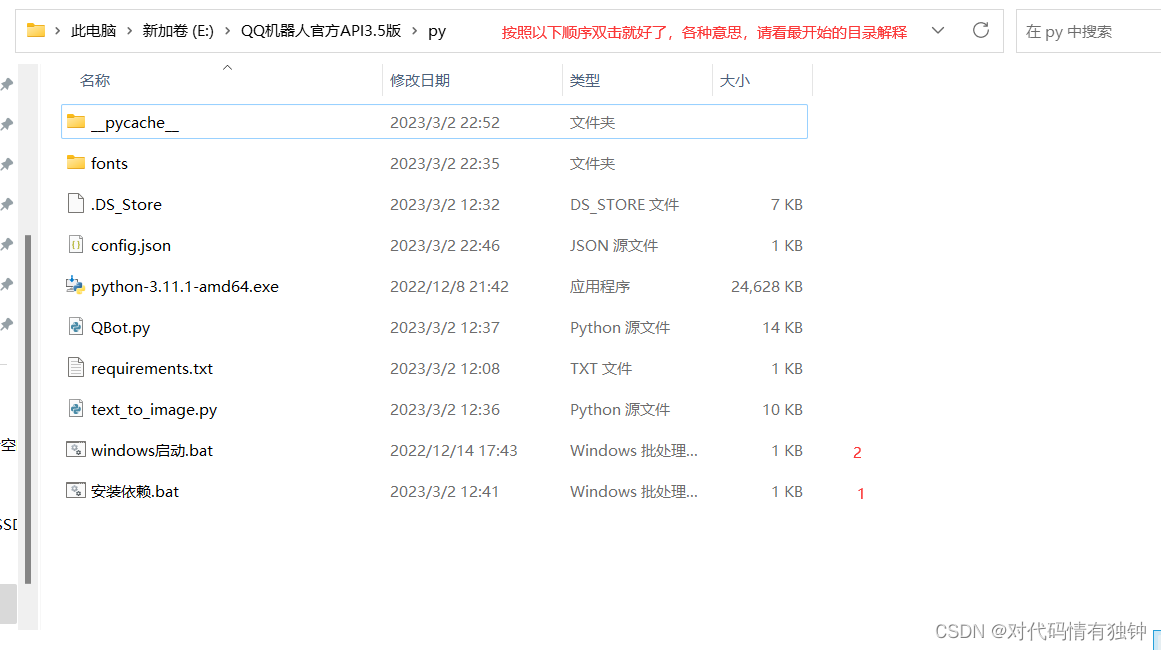 此电脑 › 新加卷 (E:) › QQ机器人官方API3.5版 › py 按照以下顺序双击就好了，各种意思，请看最开始的目录解释 在 py 中搜索
名称 修改日期 类型 大小
__pycache__ 2023/3/2 22:52 文件夹
fonts 2023/3/2 22:35 文件夹
.DS_Store 2023/3/2 12:32 DS_STORE 文件 7 KB
config.json 2023/3/2 22:46 JSON 源文件 1 KB
python-3.11.1-amd64.exe 2022/12/8 21:42 应用程序 24,628 KB
QBot.py 2023/3/2 12:37 Python 源文件 14 KB
requirements.txt 2023/3/2 12:08 TXT 文件 1 KB
text_to_image.py 2023/3/2 12:36 Python 源文件 10 KB
空
windows启动.bat 2022/12/14 17:43 Windows 批处理... 1 KB 2
安装依赖.bat 2023/3/2 12:41 Windows 批处理... 1 KB 1
CSDN @对代码情有独钟